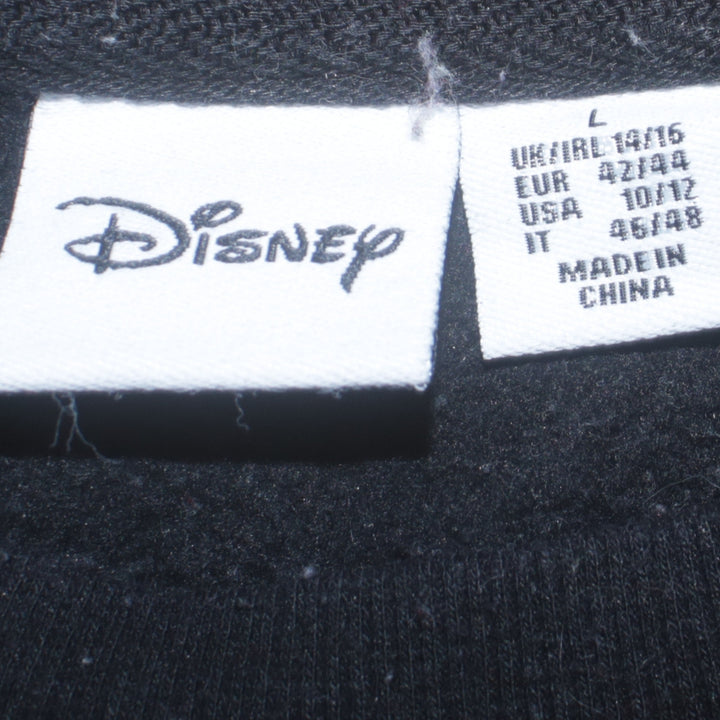 Disney
L
UK/IRL 14/16
EUR 42/44
USA 10/12
IT 46/48
MADE IN
CHINA